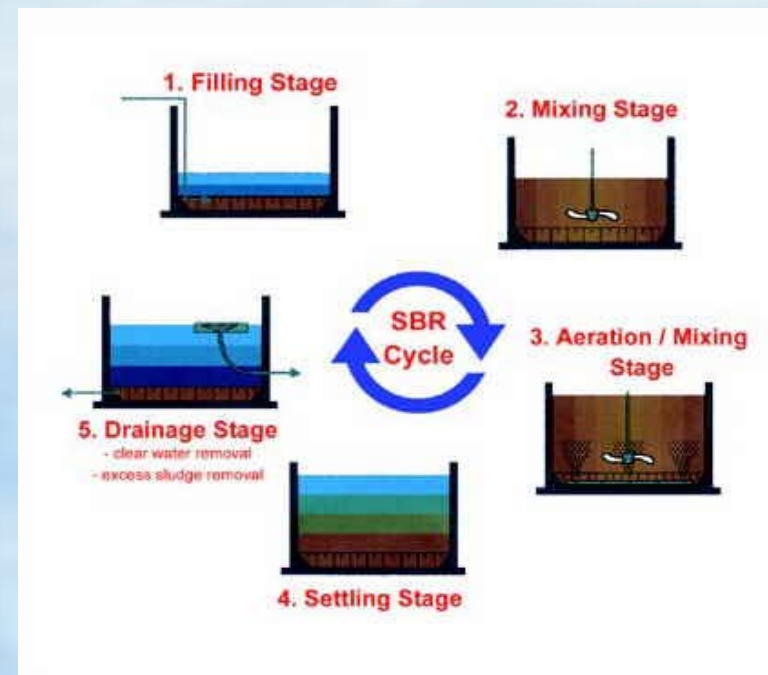 1. Filling Stage
2. Mixing Stage
SBR
Cycle
3. Aeration / Mixing
Stage
5. Drainage Stage
- clear water removal
- excess sludge removal
4. Settling Stage